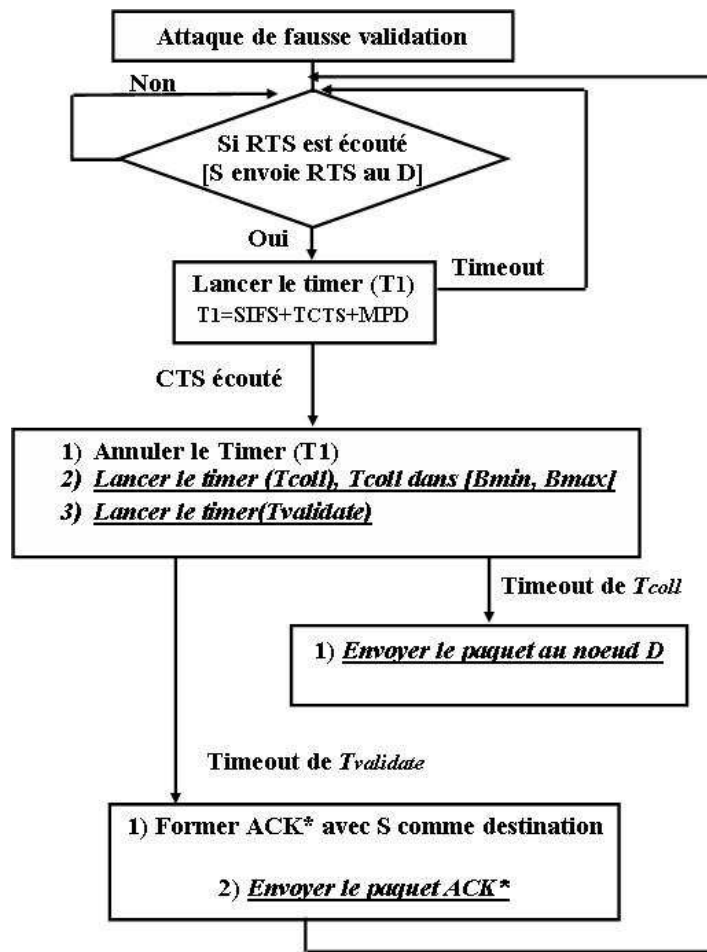 Attaque de fausse validation
Non
Si RTS est écouté
[S envoie RTS au D]
Oui
Lancer le timer (T1)
T1=SIFS+TCTS+MPD
Timeout
CTS écouté
1) Annuler le Timer (T1)
2) Lancer le timer (Tcoll), Tcoll dans [Bmin, Bmax[
3) Lancer le timer(Tvalidate)
Timeout de Tcoll
1) Envoyer le paquet au noeud D
Timeout de Tvalidate
1) Former ACK* avec S comme destination
2) Envoyer le paquet ACK*